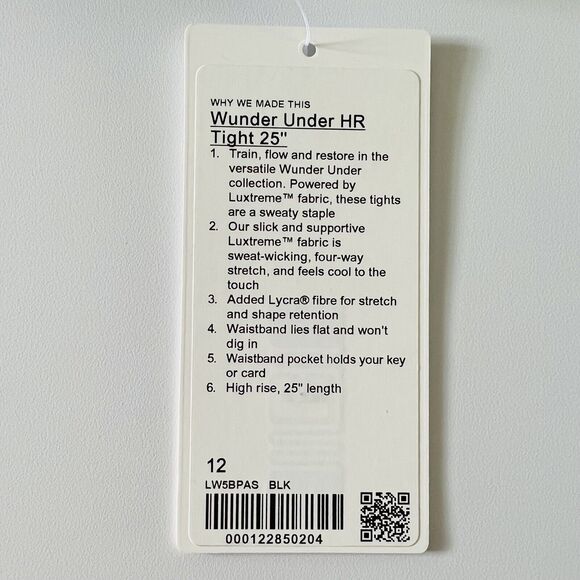 WHY WE MADE THIS
Wunder Under HR
Tight 25"
1. Train, flow and restore in the
versatile Wunder Under
collection. Powered by
Luxtreme™ fabric, these tights
are a sweaty staple
2. Our slick and supportive
Luxtreme™ fabric is
sweat-wicking, four-way
stretch, and feels cool to the
touch
3. Added Lycra® fibre for stretch
and shape retention
4. Waistband lies flat and won't
dig in
5. Waistband pocket holds your key
or card
6. High rise, 25" length
12
LW5BPAS BLK
000122850204